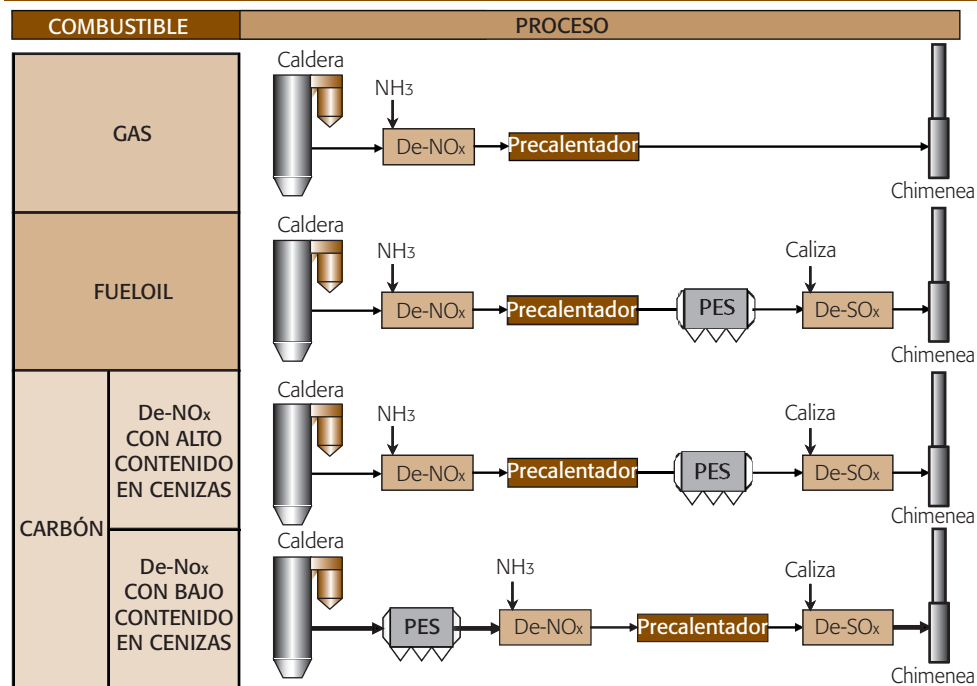 COMBUSTIBLE
PROCESO
GAS
Caldera
NH3
De-NOx
Precalentador
Chimenea
FUELOIL
Caldera
NH3
De-NOx
Precalentador
PES
Caliza
De-SOx
Chimenea
CARBÓN
De-NOx
CON ALTO
CONTENIDO
EN CENIZAS
Caldera
NH3
De-NOx
Precalentador
PES
Caliza
De-SOx
Chimenea
De-Nox
CON BAJO
CONTENIDO
EN CENIZAS
Caldera
PES
NH3
De-NOx
Precalentador
Caliza
De-SOx
Chimenea